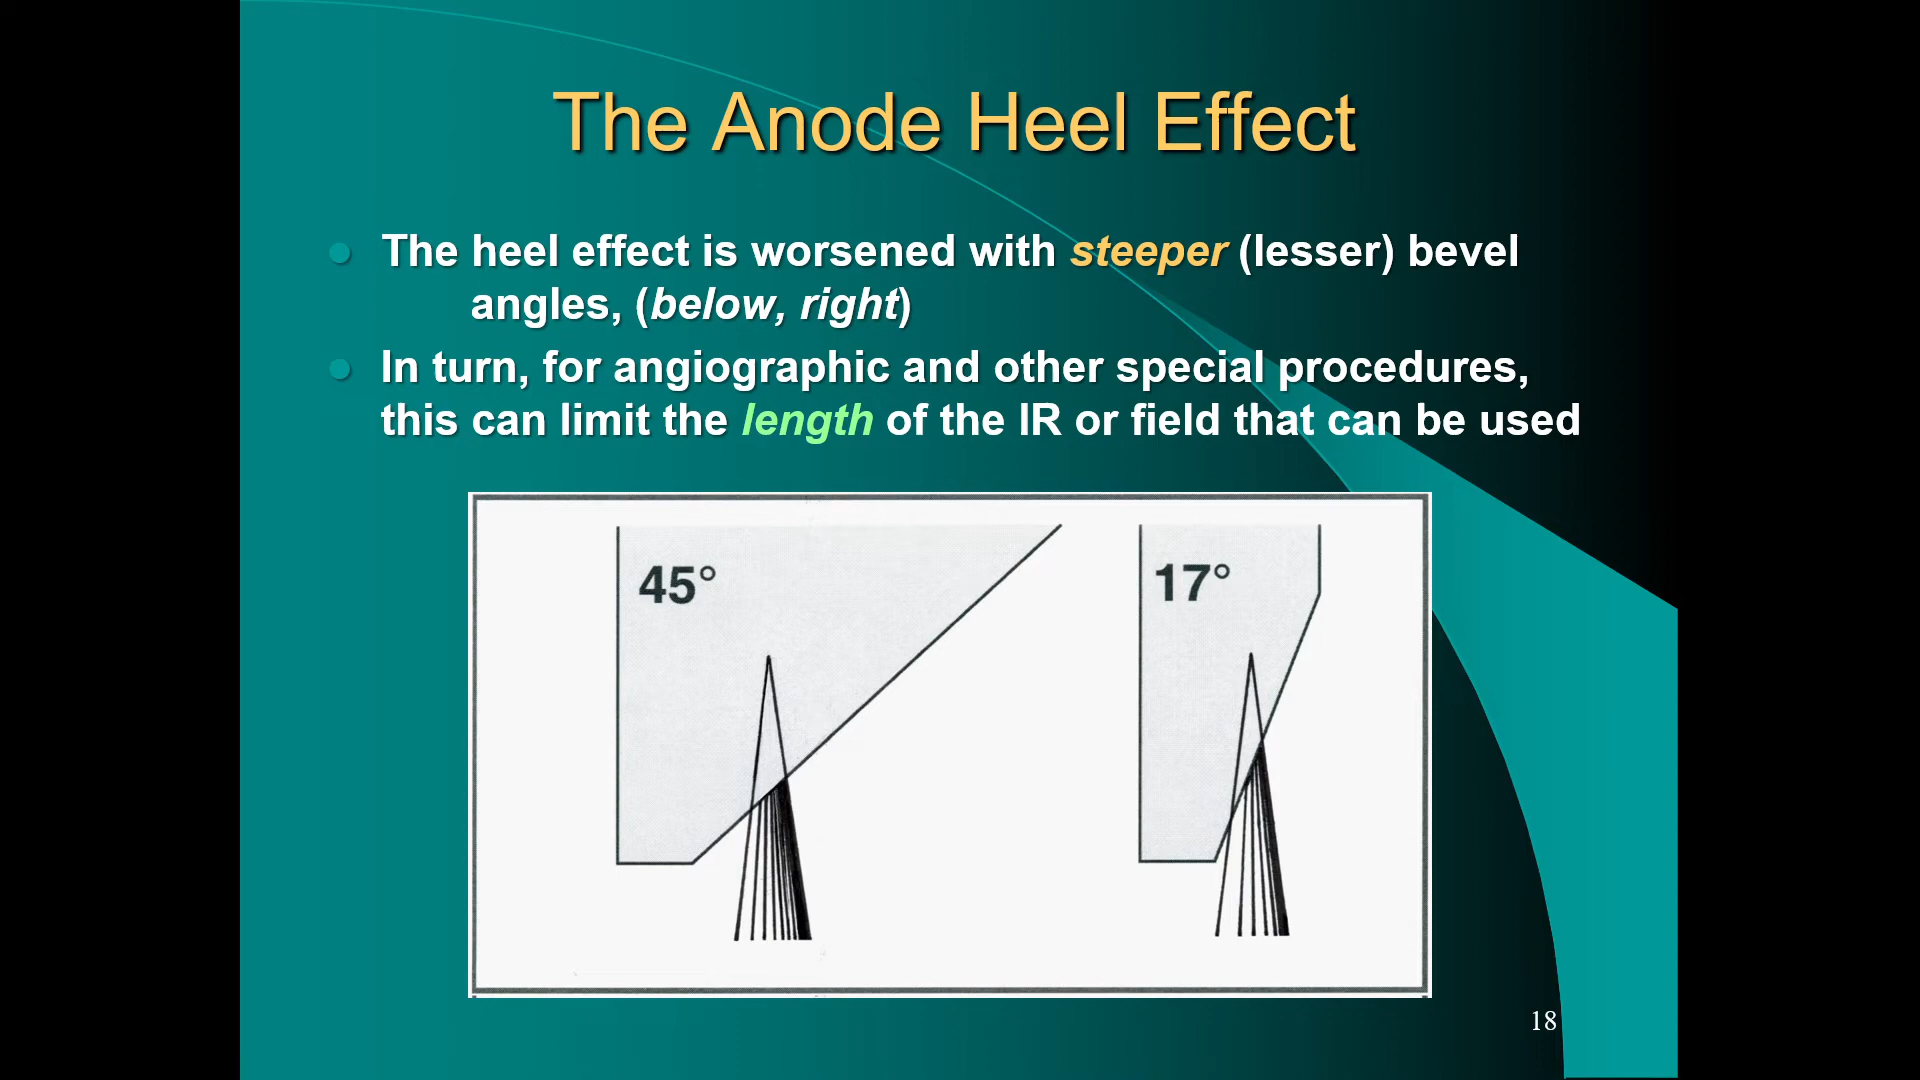 The Anode Heel Effect
The heel effect is worsened with steeper (lesser) bevel
angles, (below, right)
In turn, for angiographic and other special procedures,
this can limit the length of the IR or field that can be used
45°
17°
18